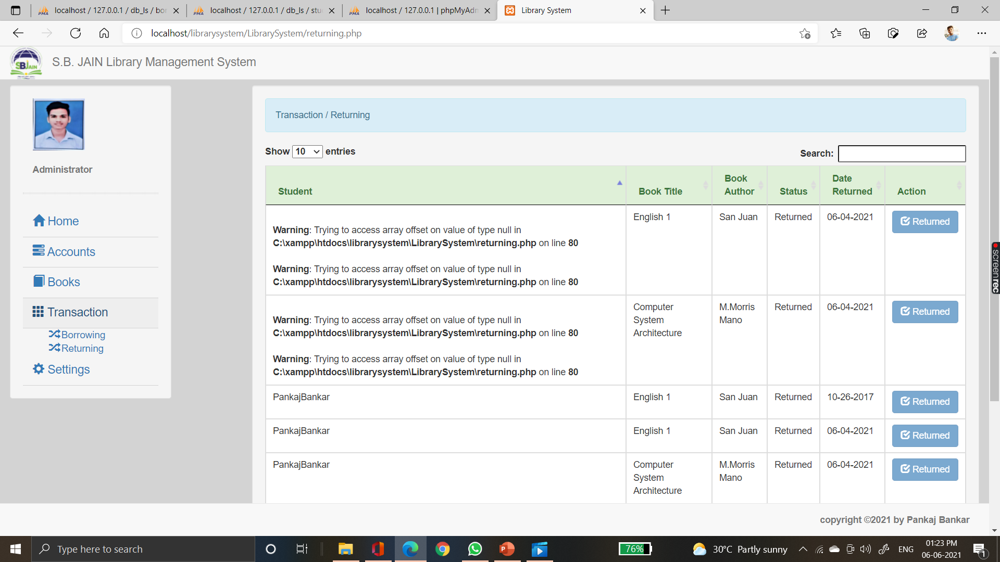 localhost / 127.0.0.1 / db_ls / bor
localhost / 127.0.0.1 / db_ls / stu
localhost / 127.0.0.1 | phpMyAdm
Library System
localhost/librarysystem/LibrarySystem/returning.php
SBJAIN
S.B. JAIN Library Management System
Administrator
Home
Accounts
Books
Transaction
Borrowing
Returning
Settings
Transaction / Returning
Show 10 entries
Search:
Student
Book Title
Book
Author
Status
Date
Returned
Action
Warning: Trying to access array offset on value of type null in
C:\xampp\htdocs\librarysystem\LibrarySystem\returning.php on line 80
Warning: Trying to access array offset on value of type null in
C:\xampp\htdocs\librarysystem\LibrarySystem\returning.php on line 80
English 1
San Juan
Returned
06-04-2021
Returned
Warning: Trying to access array offset on value of type null in
C:\xampp\htdocs\librarysystem\LibrarySystem\returning.php on line 80
Warning: Trying to access array offset on value of type null in
C:\xampp\htdocs\librarysystem\LibrarySystem\returning.php on line 80
Computer
System
Architecture
M.Morris
Mano
Returned
06-04-2021
Returned
PankajBankar
English 1
San Juan
Returned
10-26-2017
Returned
PankajBankar
English 1
San Juan
Returned
06-04-2021
Returned
PankajBankar
Computer
System
Architecture
M.Morris
Mano
Returned
06-04-2021
Returned
screenrec
copyright ©2021 by Pankaj Bankar
Type here to search
76%
30°C Partly sunny
ENG
01:23 PM
06-06-2021
1